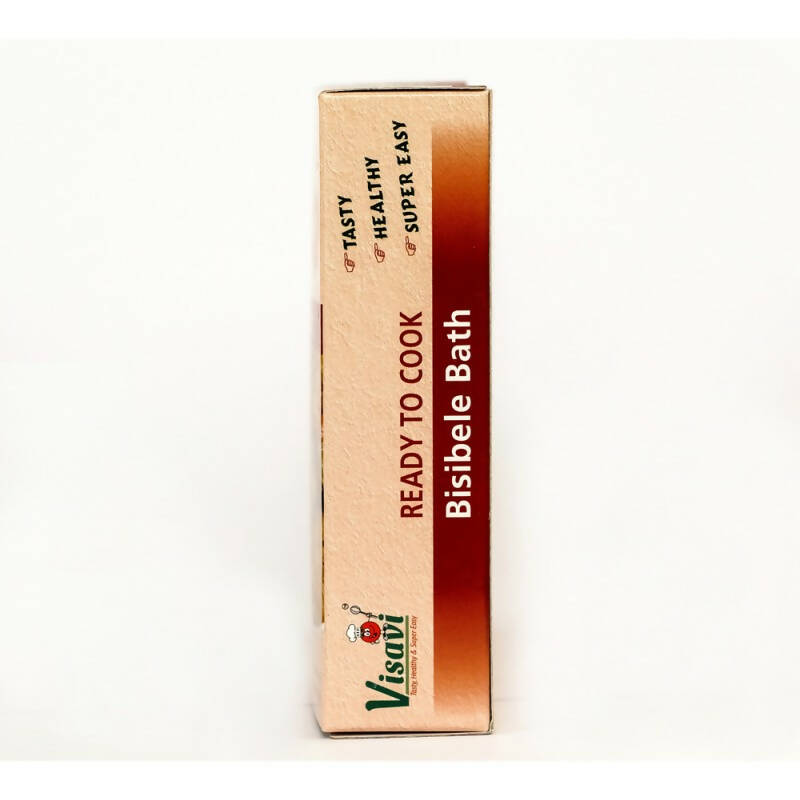 Visavi
Tasty, Healthy & Super Easy
READY TO COOK
Bisibele Bath
TASTY
HEALTHY
SUPER EASY